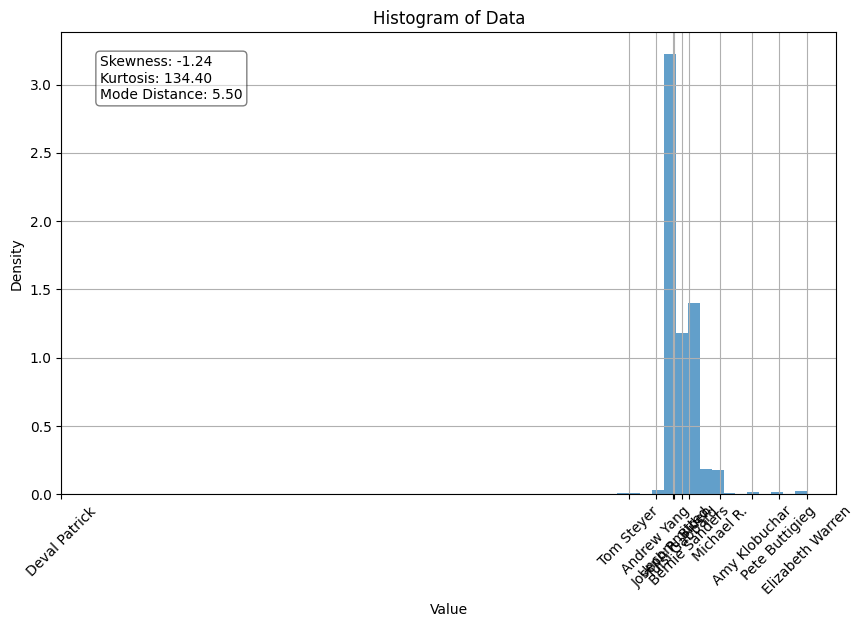 Histogram of Data
Skewness: -1.24
Kurtosis: 134.40
Mode Distance: 5.50
Density
3.0
2.5
2.0
1.5
1.0
0.5
0.0
Deval Patrick
Tom Steyer
Andrew Yang
Bernie Sanders
Michael R.
Amy Klobuchar
Pete Buttigieg
Elizabeth Warren
Value